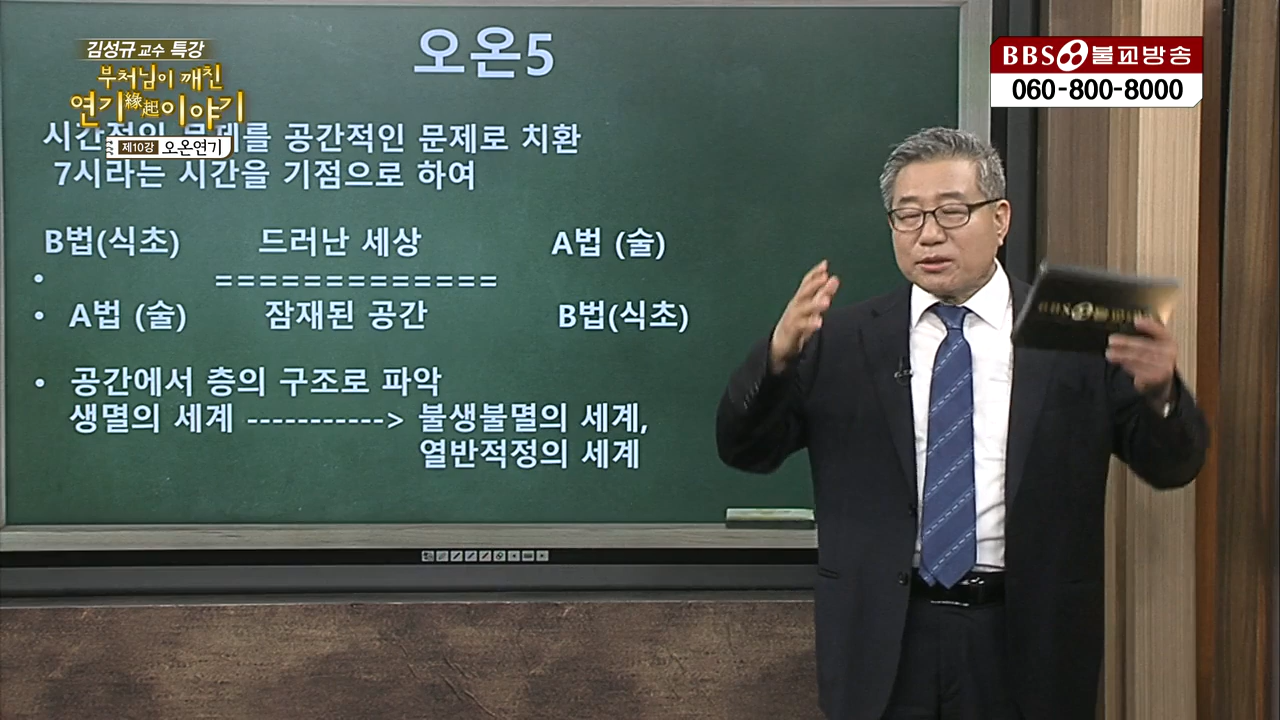 김성규 교수 특강
부처님이 깨친
연기緣起이야기
제10강 오온연기
오온5
BBS 불교방송
060-800-8000
시간적인 문제를 공간적인 문제로 치환
7시라는 시간을 기점으로 하여
B법(식초) 드러난 세상 A법 (술)
• =============
• A법 (술) 잠재된 공간 B법(식초)
• 공간에서 층의 구조로 파악
생멸의 세계 -----------> 불생불멸의 세계,
열반적정의 세계